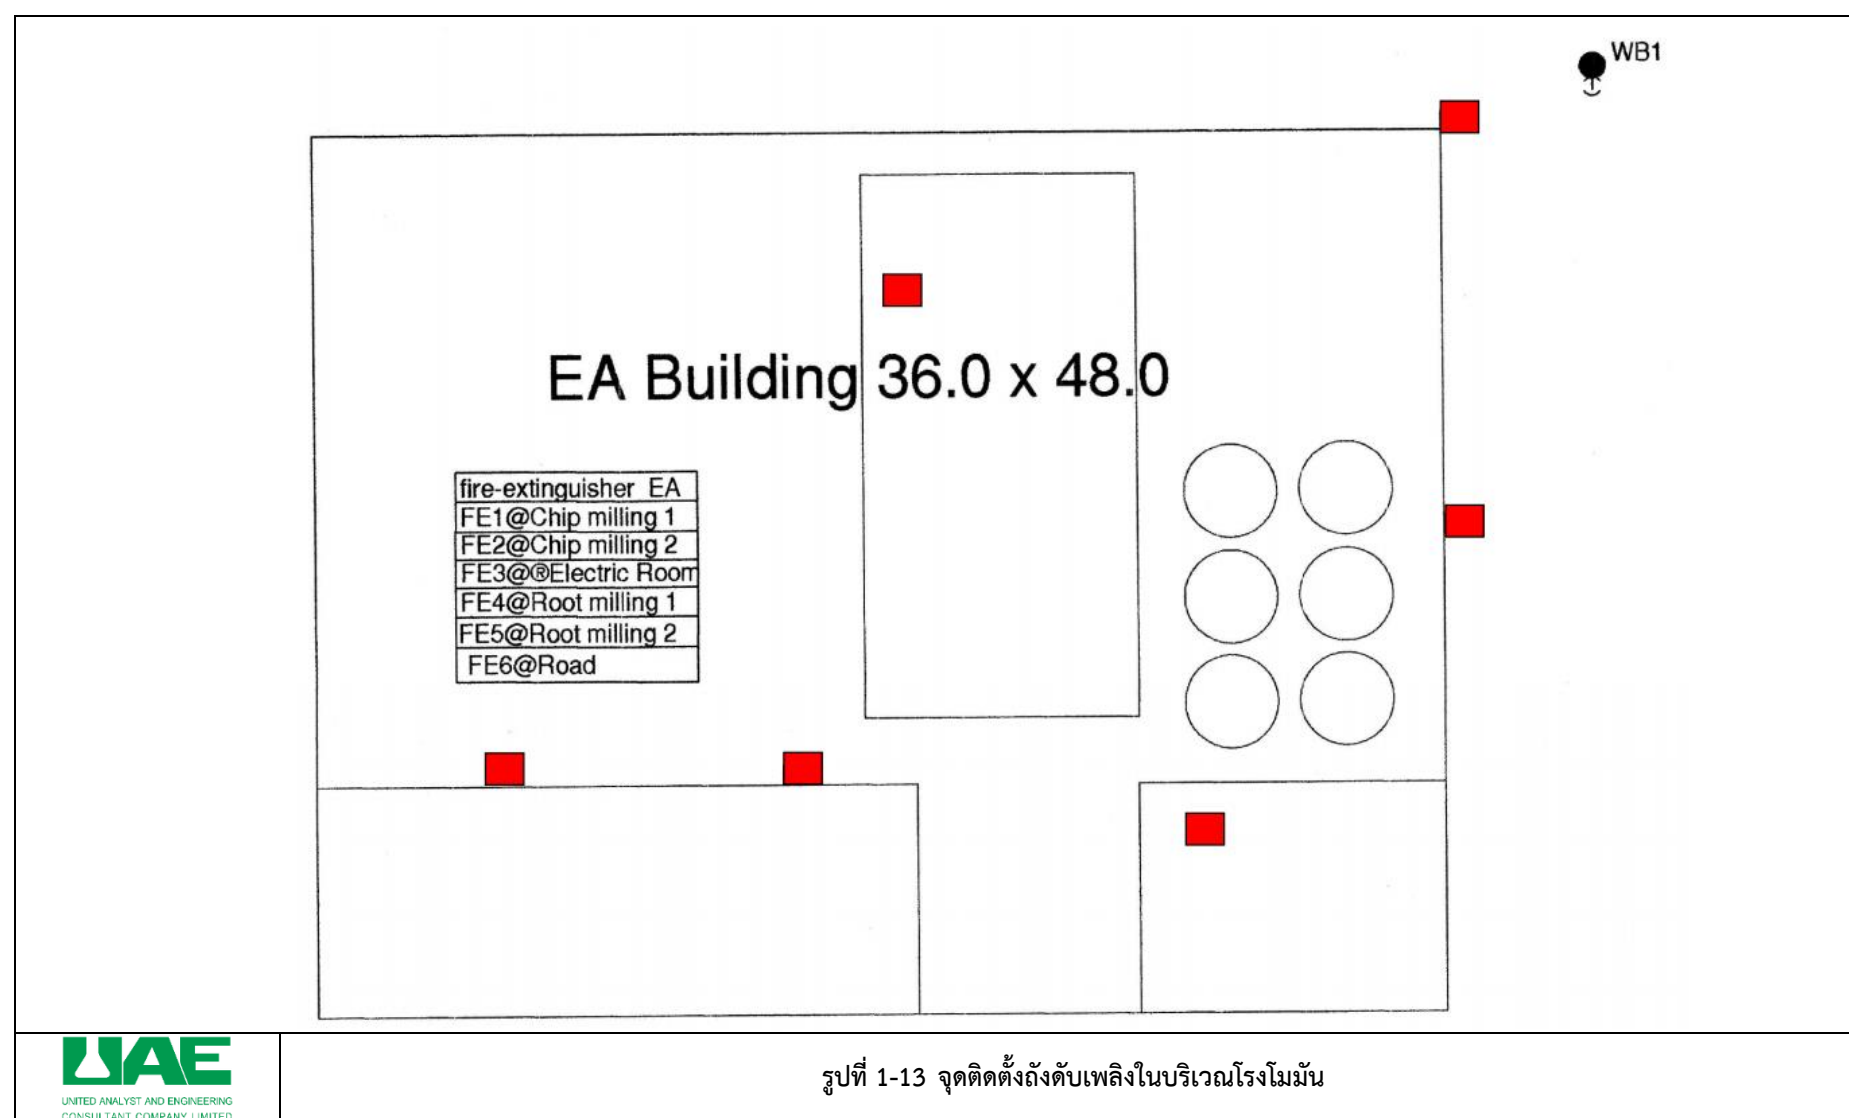 WB1
EA Building 36.0 x 48.0
fire-extinguisher EA
FE1@Chip milling 1
FE2@Chip milling 2
FE3@®Electric Room
FE4@Root milling 1
FE5@Root milling 2
FE6@Road
UAE
UNITED ANALYST AND ENGINEERING
CONSULTANT COMPANY LIMITED
รูปที่ 1-13 จุดติดตั้งถังดับเพลิงในบริเวณโรงโม่มัน